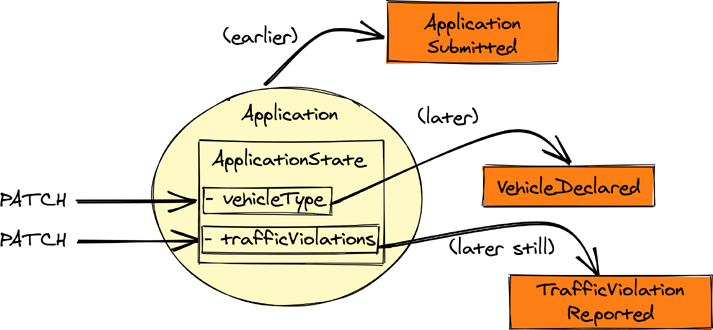 (earlier)
Application
Submitted
Application
(later)
ApplicationState
VehicleDeclared
PATCH
- vehicleType
PATCH
- trafficViolations
(later still)
TrafficViolation
Reported